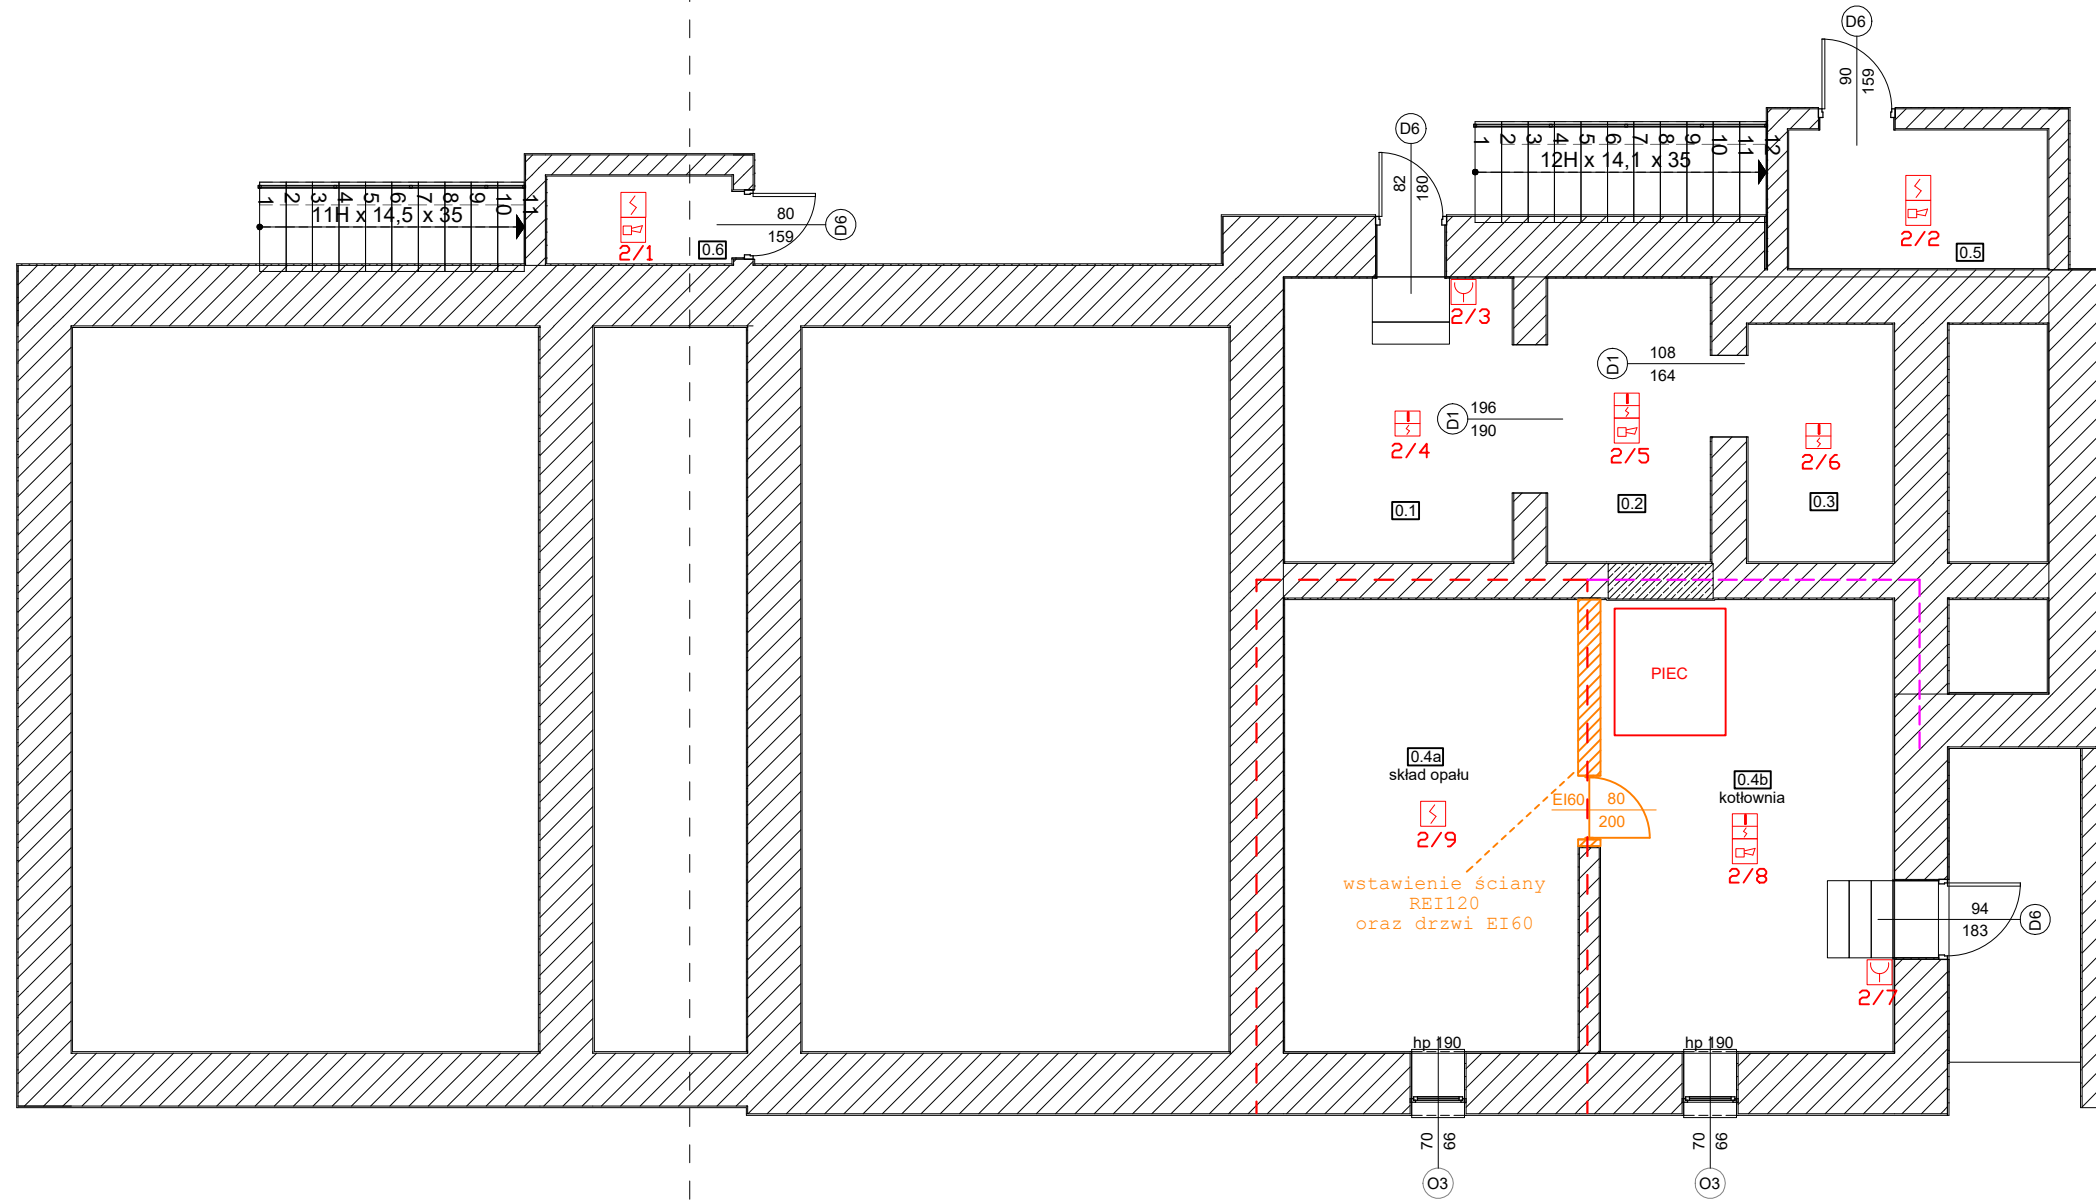 D6
90
159
D6
82
180
1 2 3 4 5 6 7 8 9 10 11 12
12H x 14,1 x 35
1 2 3 4 5 6 7 8 9 10 11
11H x 14,5 x 35
2/1
0.6
80
159
D6
2/2
0.5
2/3
D1
108
164
D1
196
190
2/4
2/5
2/6
0.1
0.2
0.3
PIEC
0.4a
skład opału
2/9
0.4b
kotłownia
EI60
80
200
2/8
wstawienie ściany
REI120
oraz drzwi EI60
94
183
D6
2/7
hp 190
hp 190
70
66
70
66
O3
O3